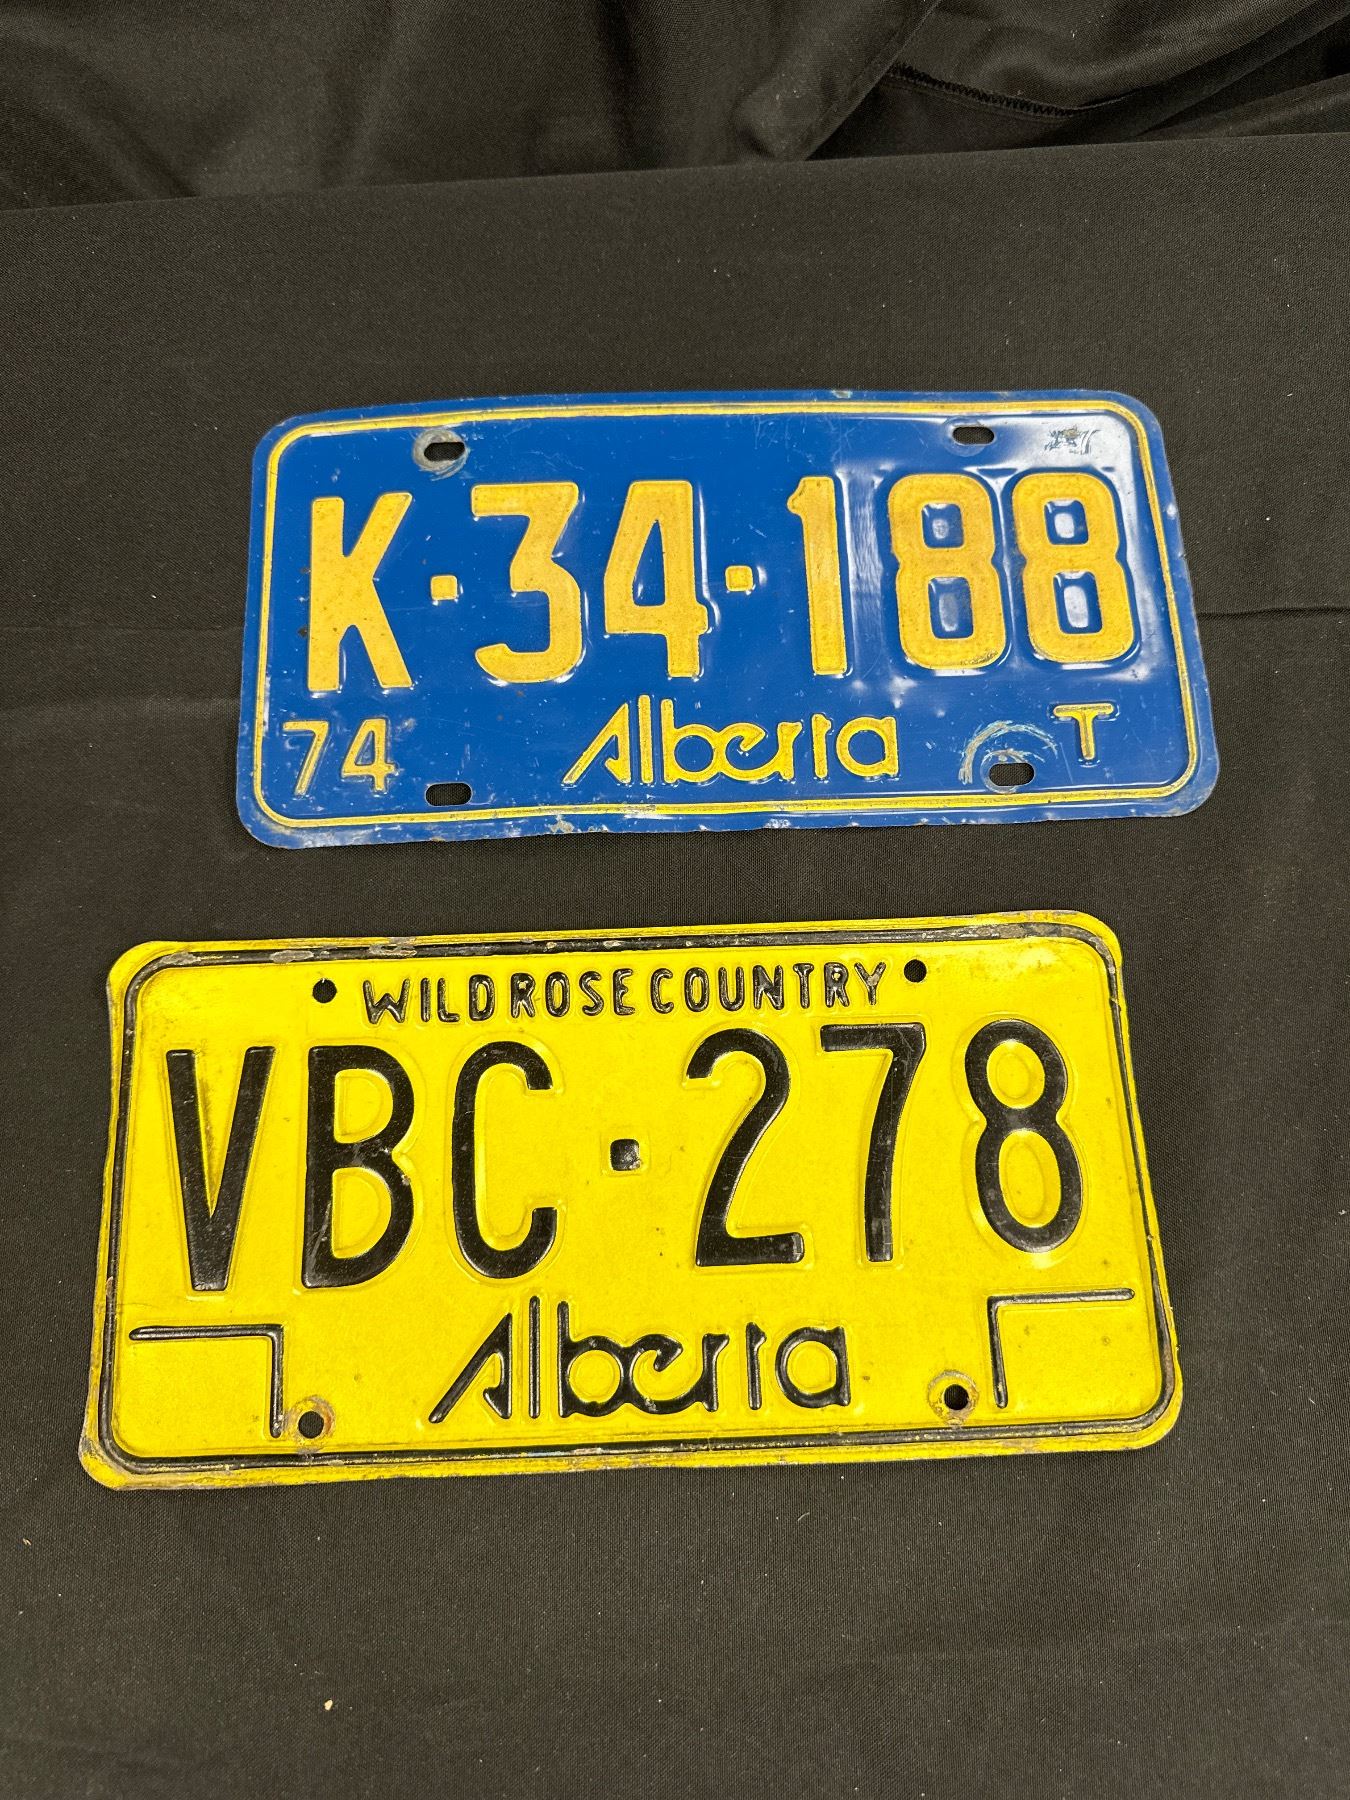 K·34·188
74 Alberta T
WILD ROSE COUNTRY
VBC·278
Alberta